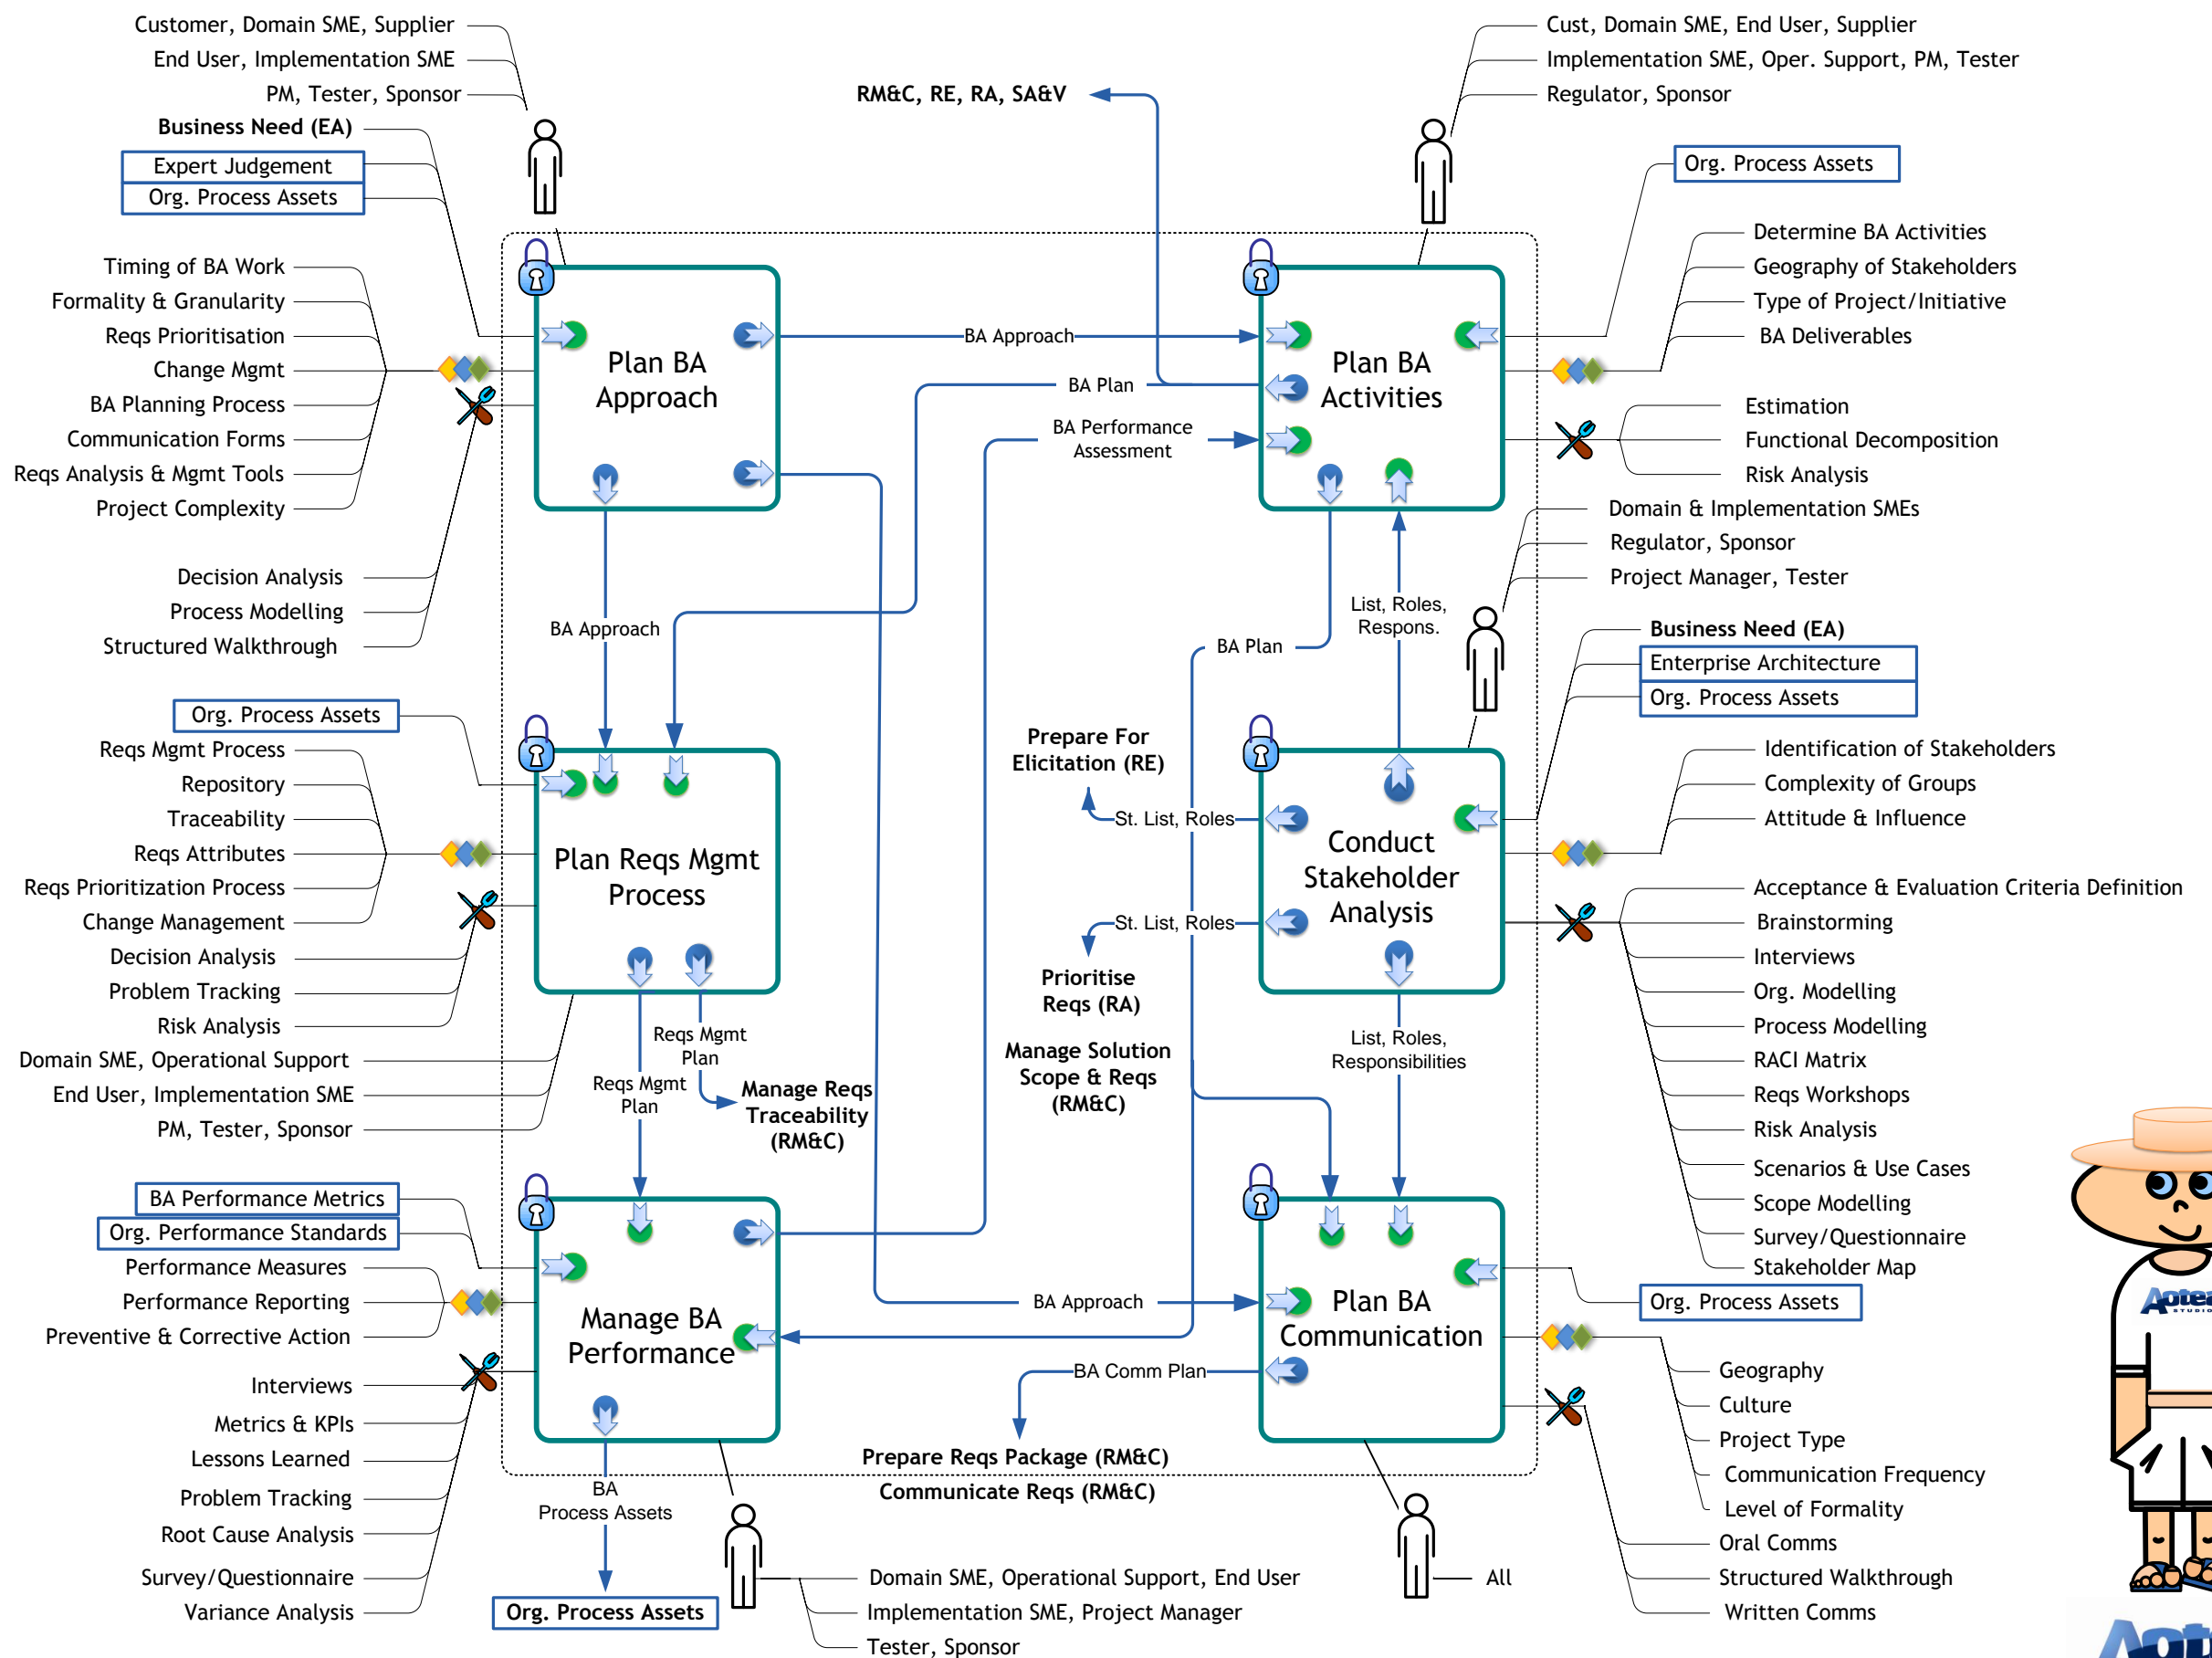 Customer, Domain SME, Supplier
End User, Implementation SME
PM, Tester, Sponsor
Business Need (EA)
Expert Judgement
Org. Process Assets
Timing of BA Work
Formality & Granularity
Reqs Prioritisation
Change Mgmt
BA Planning Process
Communication Forms
Reqs Analysis & Mgmt Tools
Project Complexity
Decision Analysis
Process Modelling
Structured Walkthrough
Plan BA
Approach
RM&C, RE, RA, SA&V
Cust, Domain SME, End User, Supplier
Implementation SME, Oper. Support, PM, Tester
Regulator, Sponsor
Org. Process Assets
Determine BA Activities
Geography of Stakeholders
Type of Project/Initiative
BA Deliverables
Estimation
Functional Decomposition
Risk Analysis
Plan BA
Activities
BA Approach
BA Plan
BA Performance
Assessment
BA Approach
List, Roles,
Respons.
BA Plan
Domain & Implementation SMEs
Regulator, Sponsor
Project Manager, Tester
Business Need (EA)
Enterprise Architecture
Org. Process Assets
Identification of Stakeholders
Complexity of Groups
Attitude & Influence
Acceptance & Evaluation Criteria Definition
Brainstorming
Interviews
Org. Modelling
Process Modelling
RACI Matrix
Reqs Workshops
Risk Analysis
Scenarios & Use Cases
Scope Modelling
Survey/Questionnaire
Stakeholder Map
Conduct
Stakeholder
Analysis
Prepare For
Elicitation (RE)
St. List, Roles
St. List, Roles
Prioritise
Reqs (RA)
Manage Solution
Scope & Reqs
(RM&C)
List, Roles,
Responsibilities
Org. Process Assets
Reqs Mgmt Process
Repository
Traceability
Reqs Attributes
Reqs Prioritization Process
Change Management
Decision Analysis
Problem Tracking
Risk Analysis
Domain SME, Operational Support
End User, Implementation SME
PM, Tester, Sponsor
Plan Reqs Mgmt
Process
Reqs Mgmt
Plan
Reqs Mgmt
Plan
Manage Reqs
Traceability
(RM&C)
BA Performance Metrics
Org. Performance Standards
Performance Measures
Performance Reporting
Preventive & Corrective Action
Interviews
Metrics & KPIs
Lessons Learned
Problem Tracking
Root Cause Analysis
Survey/Questionnaire
Variance Analysis
Manage BA
Performance
BA
Process Assets
Org. Process Assets
Domain SME, Operational Support, End User
Implementation SME, Project Manager
Tester, Sponsor
BA Approach
BA Comm Plan
Prepare Reqs Package (RM&C)
Communicate Reqs (RM&C)
Plan BA
Communication
Org. Process Assets
Geography
Culture
Project Type
Communication Frequency
Level of Formality
Oral Comms
Structured Walkthrough
Written Comms
All